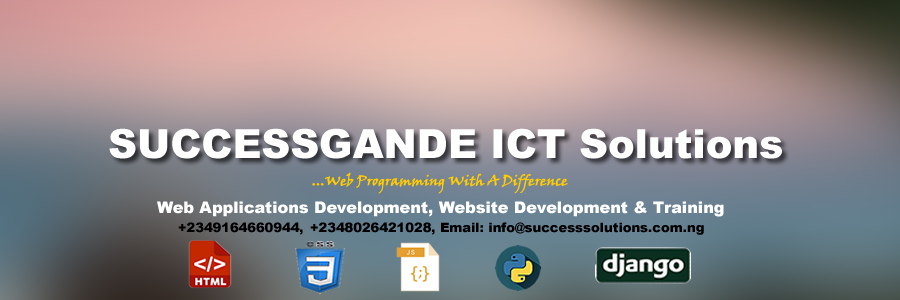 SUCCESSGANDE ICT Solutions
...Web Programming With A Difference
Web Applications Development, Website Development & Training
+2349164660944, +2348026421028, Email: info@successsolutions.com.ng
</> HTML
CSS 3
JS {;}
django